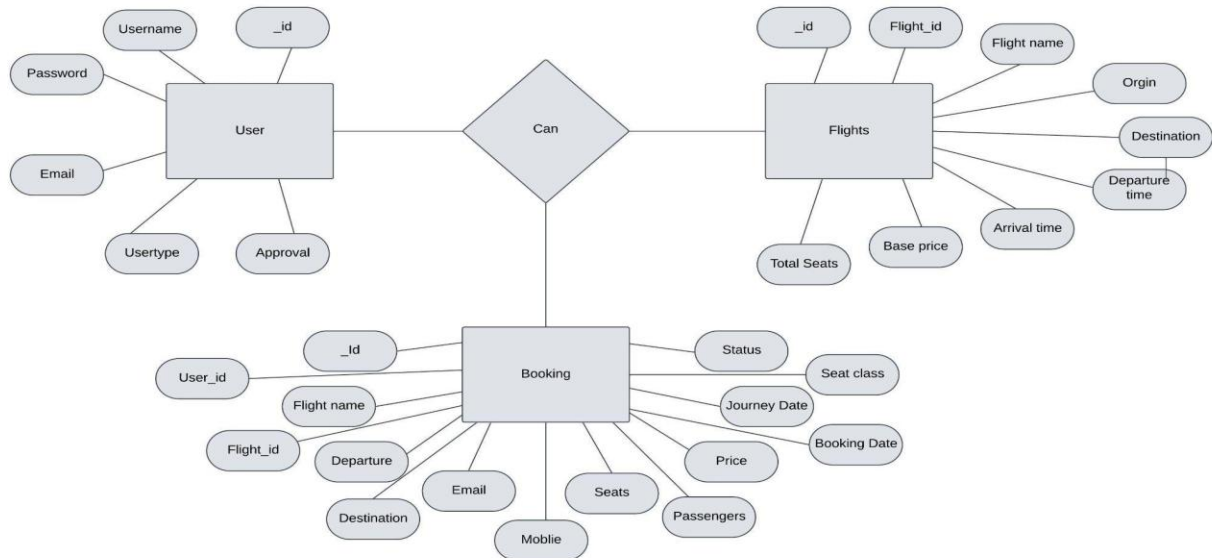 Username
_id
Password
User
Email
Usertype
Approval
Can
_id
Flight_id
Flight name
Orgin
Flights
Destination
Departure
time
Arrival time
Base price
Total Seats
_Id
User_id
Flight name
Flight_id
Departure
Destination
Email
Moblie
Booking
Status
Seat class
Journey Date
Booking Date
Price
Seats
Passengers